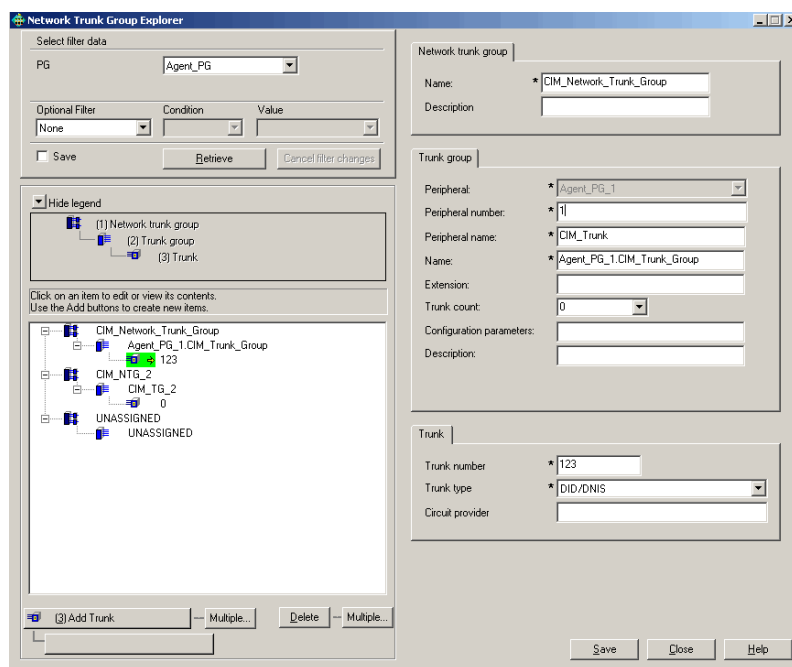 Network Trunk Group Explorer
Select filter data
PG
Agent_PG
Optional Filter
Condition
Value
None
Save
Retrieve
Cancel filter changes
Hide legend
(1) Network trunk group
(2) Trunk group
(3) Trunk
Click on an item to edit or view its contents.
Use the Add buttons to create new items.
CIM_Network_Trunk_Group
Agent_PG_1.CIM_Trunk_Group
123
CIM_NTG_2
CIM_TG_2
0
UNASSIGNED
UNASSIGNED
(3) Add Trunk
Multiple...
Delete
Multiple...
Network trunk group
Name: * CIM_Network_Trunk_Group
Description
Trunk group
Peripheral: * Agent_PG_1
Peripheral number: * 1
Peripheral name: * CIM_Trunk
Name: * Agent_PG_1.CIM_Trunk_Group
Extension:
Trunk count: 0
Configuration parameters:
Description:
Trunk
Trunk number * 123
Trunk type * DID/DNIS
Circuit provider
Save
Close
Help